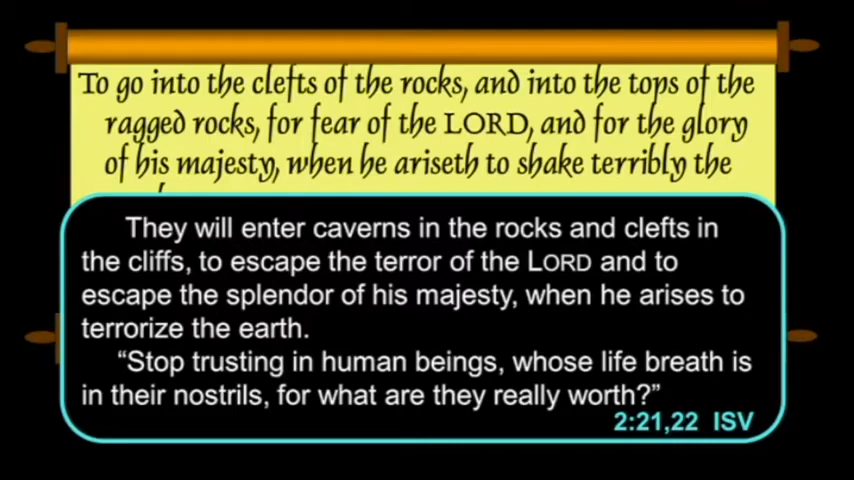 To go into the clefts of the rocks, and into the tops of the
ragged rocks, for fear of the LORD, and for the glory
of his majesty, when he ariseth to shake terribly the
They will enter caverns in the rocks and clefts in
the cliffs, to escape the terror of the LORD and to
escape the splendor of his majesty, when he arises to
terrorize the earth.
“Stop trusting in human beings, whose life breath is
in their nostrils, for what are they really worth?”
2:21,22 ISV